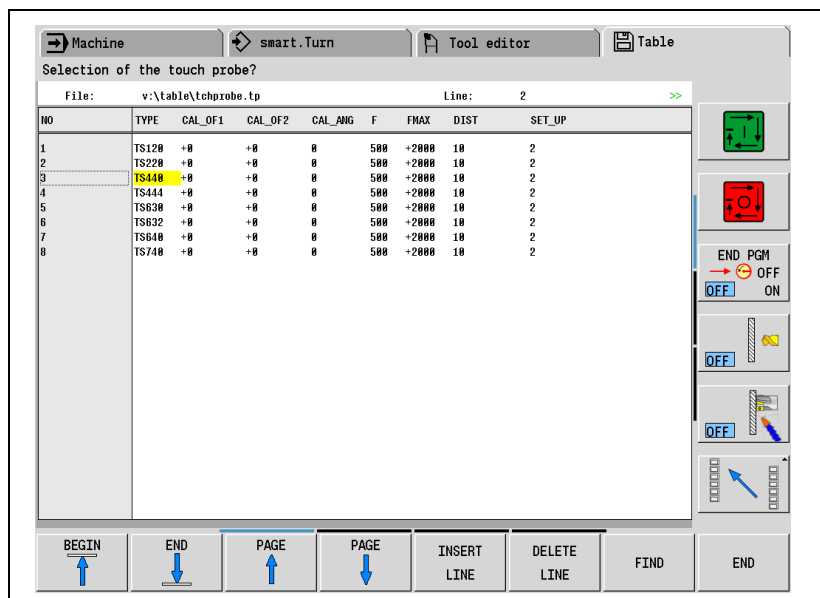 Machine
smart.Turn
Tool editor
Table
Selection of the touch probe?
File: v:\table\tchprobe.tp Line: 2 >>
NO TYPE CAL_OF1 CAL_OF2 CAL_ANG F FMAX DIST SET_UP
1 TS120 +0 +0 0 500 +2000 10 2
2 TS220 +0 +0 0 500 +2000 10 2
3 TS440 +0 +0 0 500 +2000 10 2
4 TS444 +0 +0 0 500 +2000 10 2
5 TS630 +0 +0 0 500 +2000 10 2
6 TS632 +0 +0 0 500 +2000 10 2
7 TS640 +0 +0 0 500 +2000 10 2
8 TS740 +0 +0 0 500 +2000 10 2
END PGM
OFF
OFF ON
OFF
OFF
BEGIN
END
PAGE
PAGE
INSERT
LINE
DELETE
LINE
FIND
END